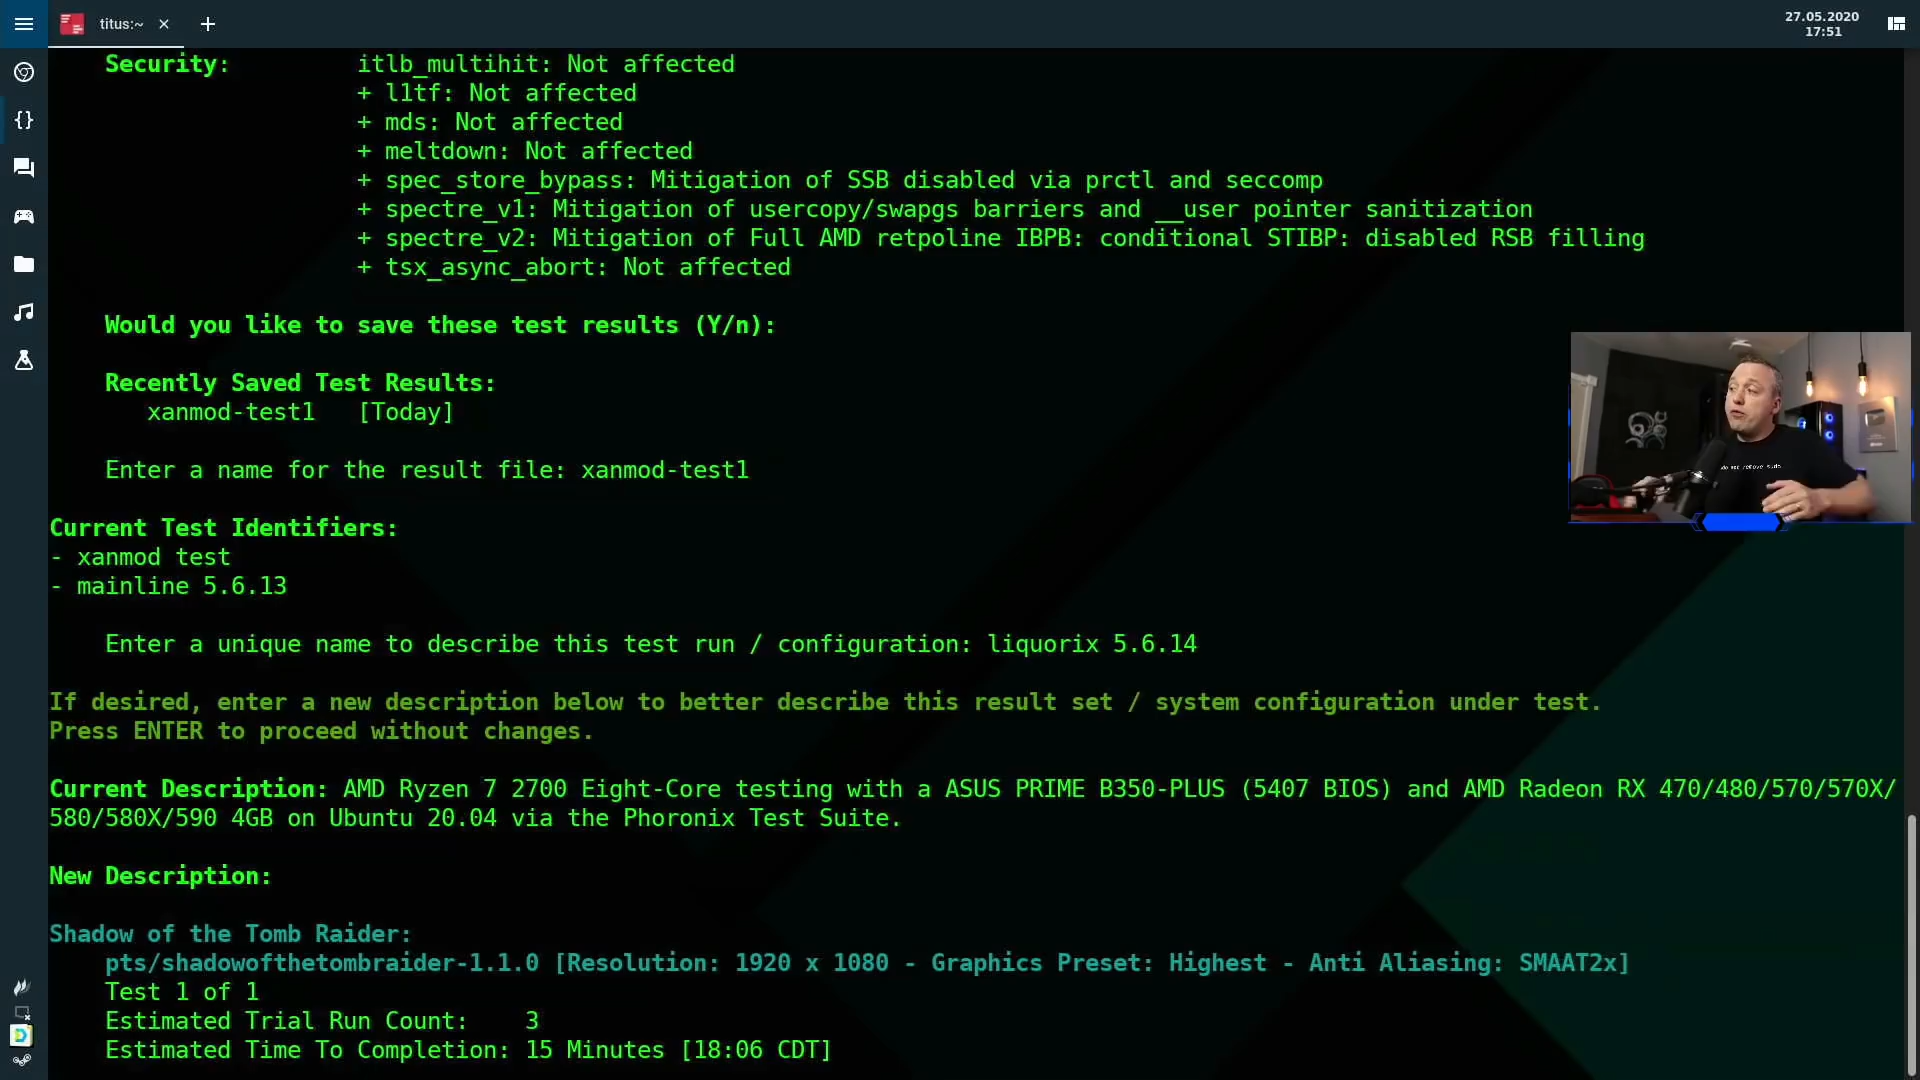 titus:~
27.05.2020
17:51
Security: itlb_multihit: Not affected
+ l1tf: Not affected
+ mds: Not affected
+ meltdown: Not affected
+ spec_store_bypass: Mitigation of SSB disabled via prctl and seccomp
+ spectre_v1: Mitigation of usercopy/swapgs barriers and __user pointer sanitization
+ spectre_v2: Mitigation of Full AMD retpoline IBPB: conditional STIBP: disabled RSB filling
+ tsx_async_abort: Not affected
Would you like to save these test results (Y/n):
Recently Saved Test Results:
xanmod-test1 [Today]
Enter a name for the result file: xanmod-test1
Current Test Identifiers:
- xanmod test
- mainline 5.6.13
Enter a unique name to describe this test run / configuration: liquorix 5.6.14
If desired, enter a new description below to better describe this result set / system configuration under test.
Press ENTER to proceed without changes.
Current Description: AMD Ryzen 7 2700 Eight-Core testing with a ASUS PRIME B350-PLUS (5407 BIOS) and AMD Radeon RX 470/480/570/570X/
580/580X/590 4GB on Ubuntu 20.04 via the Phoronix Test Suite.
New Description:
Shadow of the Tomb Raider:
pts/shadowofthetombraider-1.1.0 [Resolution: 1920 x 1080 - Graphics Preset: Highest - Anti Aliasing: SMAAT2x]
Test 1 of 1
Estimated Trial Run Count: 3
Estimated Time To Completion: 15 Minutes [18:06 CDT]